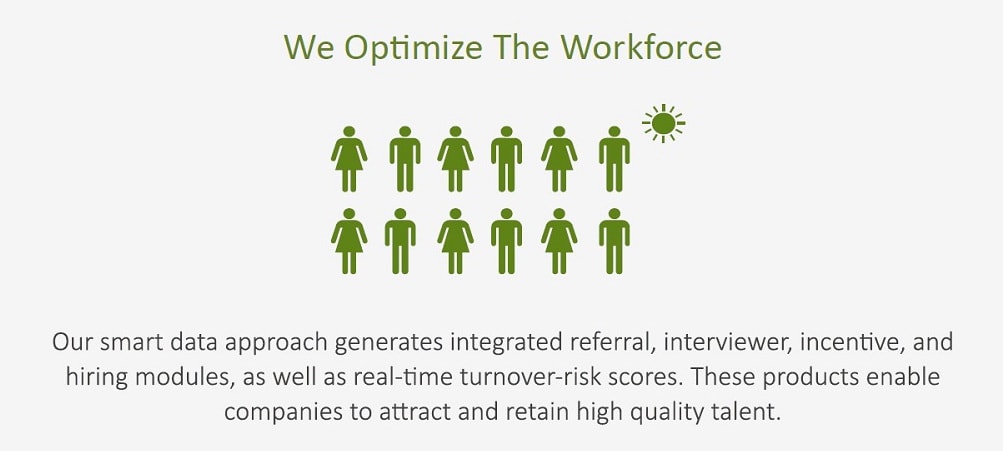 We Optimize The Workforce
Our smart data approach generates integrated referral, interviewer, incentive, and
hiring modules, as well as real-time turnover-risk scores. These products enable
companies to attract and retain high quality talent.